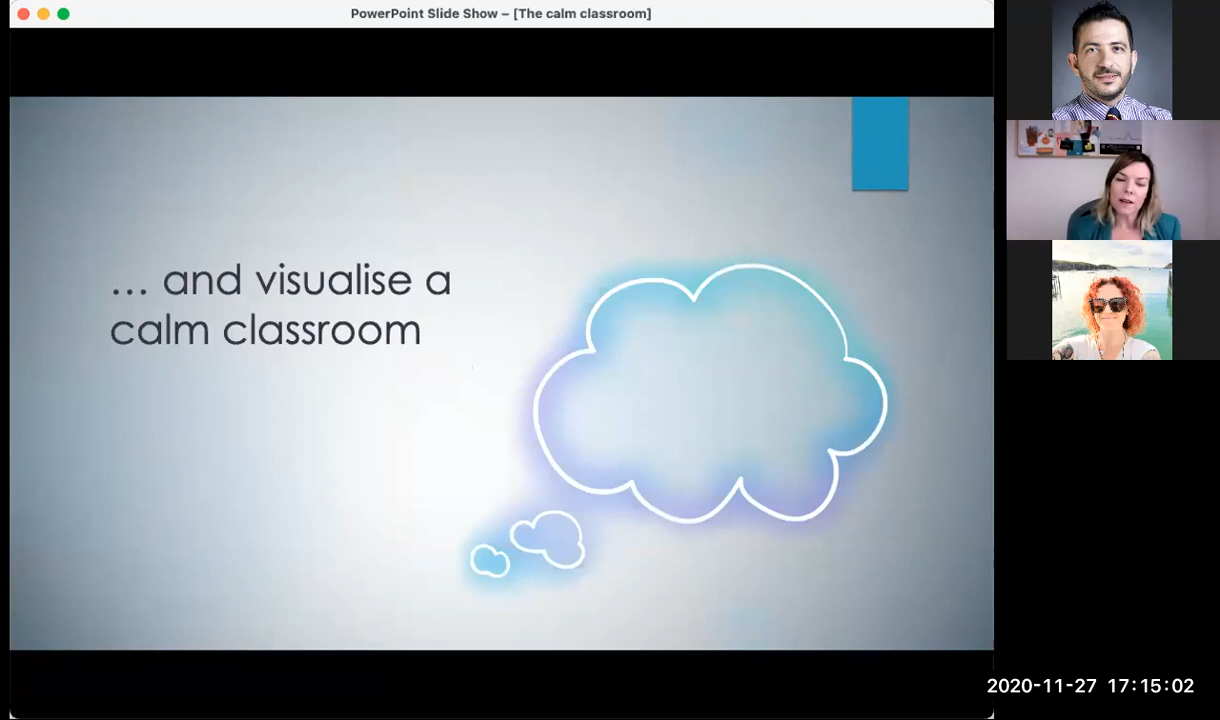 PowerPoint Slide Show – [The calm classroom]
... and visualise a
calm classroom
2020-11-27 17:15:02